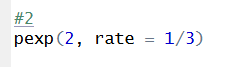 #2
pexp(2, rate = 1/3)